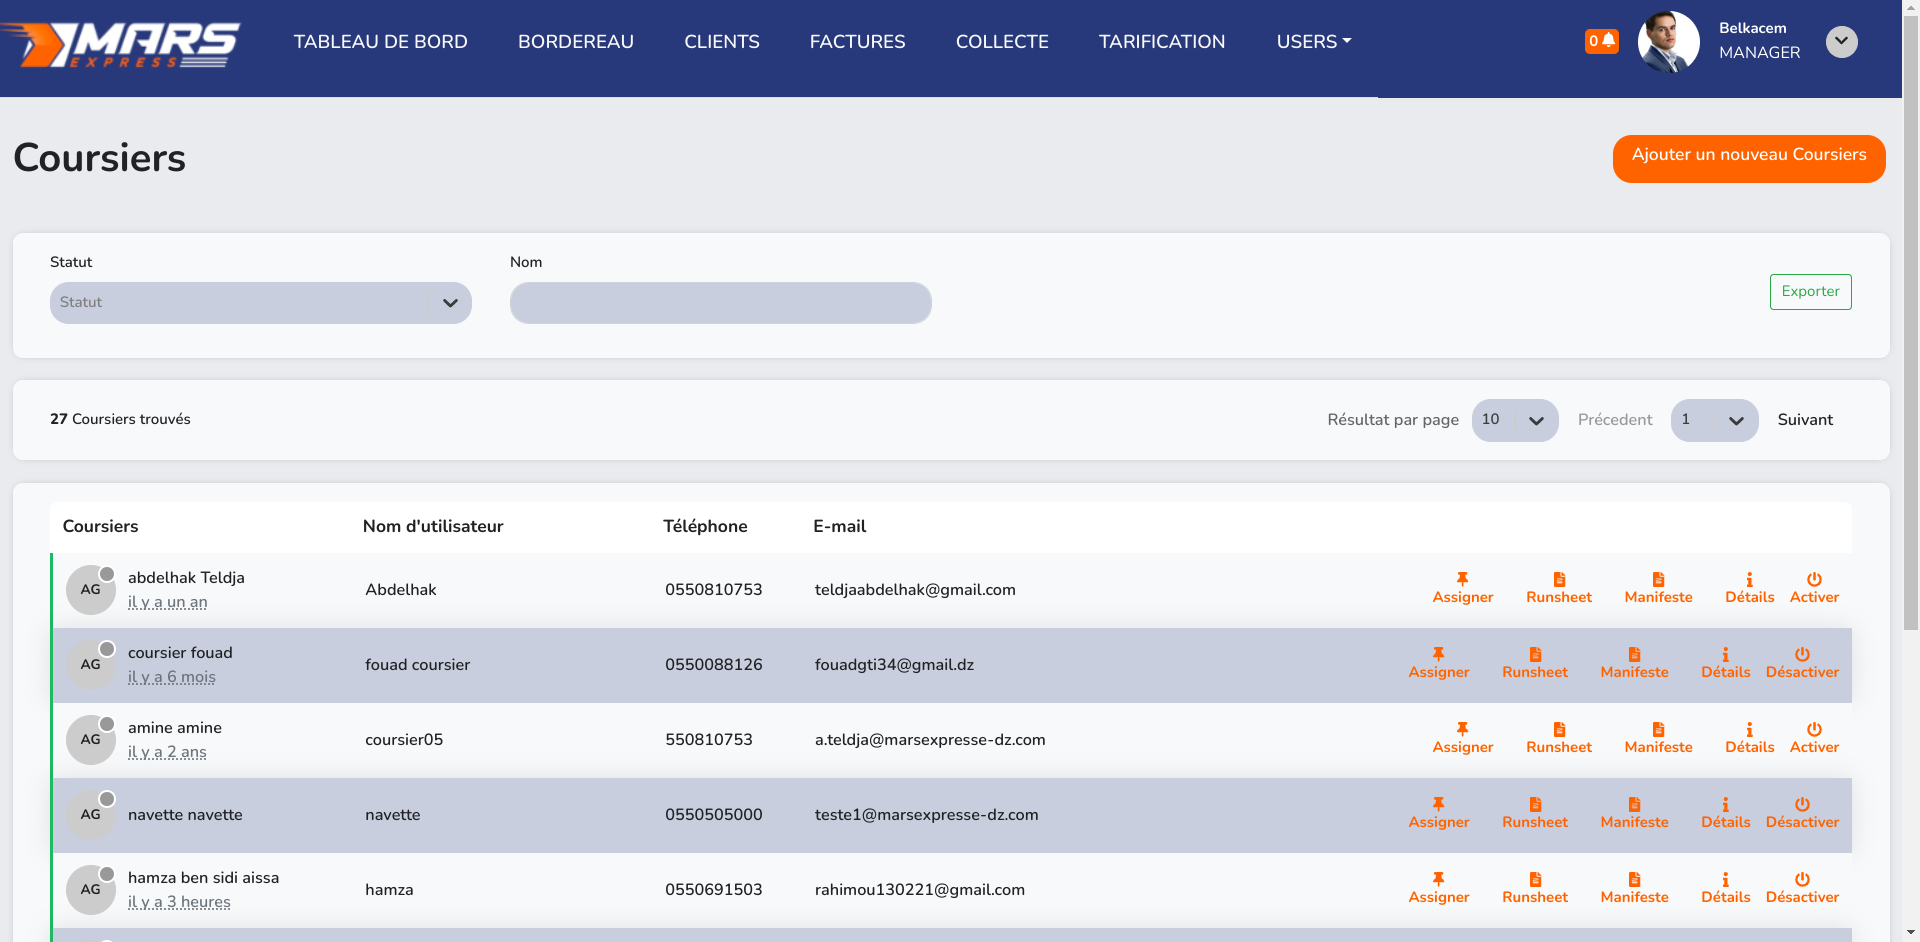 MARS EXPRESS
TABLEAU DE BORD BORDEREAU CLIENTS FACTURES COLLECTE TARIFICATION USERS
0
Belkacem
MANAGER
Coursiers
Ajouter un nouveau Coursiers
Statut Nom
Statut
Exporter
27 Coursiers trouvés
Résultat par page 10 Précedent 1 Suivant
Coursiers Nom d'utilisateur Téléphone E-mail
AG abdelhak Teldja
il y a un an
Abdelhak 0550810753 teldjaabdelhak@gmail.com Assigner Runsheet Manifeste Détails Activer
AG coursier fouad
il y a 6 mois
fouad coursier 0550088126 fouadgti34@gmail.dz Assigner Runsheet Manifeste Détails Désactiver
AG amine amine
il y a 2 ans
coursier05 550810753 a.teldja@marsexpresse-dz.com Assigner Runsheet Manifeste Détails Activer
AG navette navette navette 0550505000 teste1@marsexpresse-dz.com Assigner Runsheet Manifeste Détails Désactiver
AG hamza ben sidi aissa
il y a 3 heures
hamza 0550691503 rahimou130221@gmail.com Assigner Runsheet Manifeste Détails Désactiver